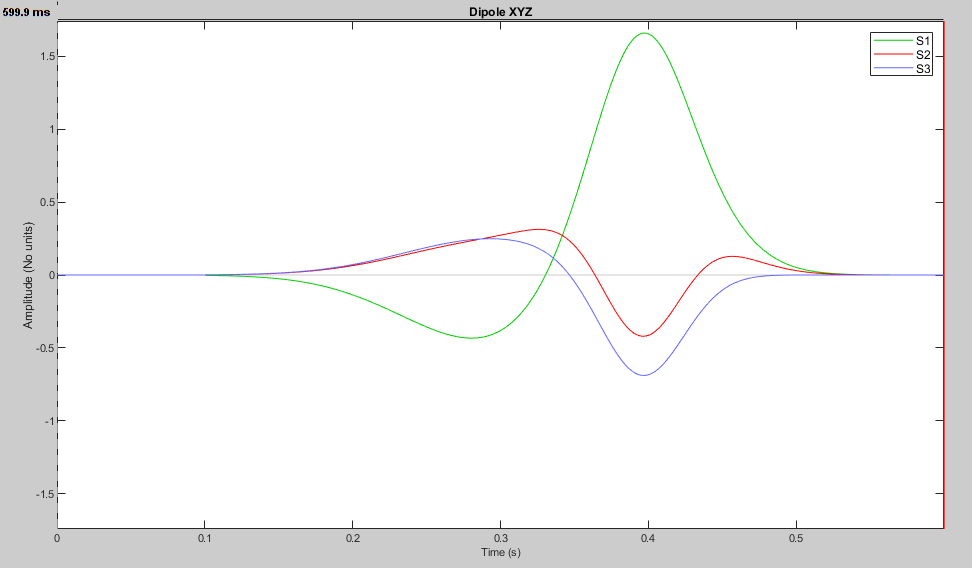 599.9 ms
Dipole XYZ
S1
S2
S3
1.5
1
0.5
0
-0.5
-1
-1.5
Amplitude (No units)
0 0.1 0.2 0.3 0.4 0.5
Time (s)